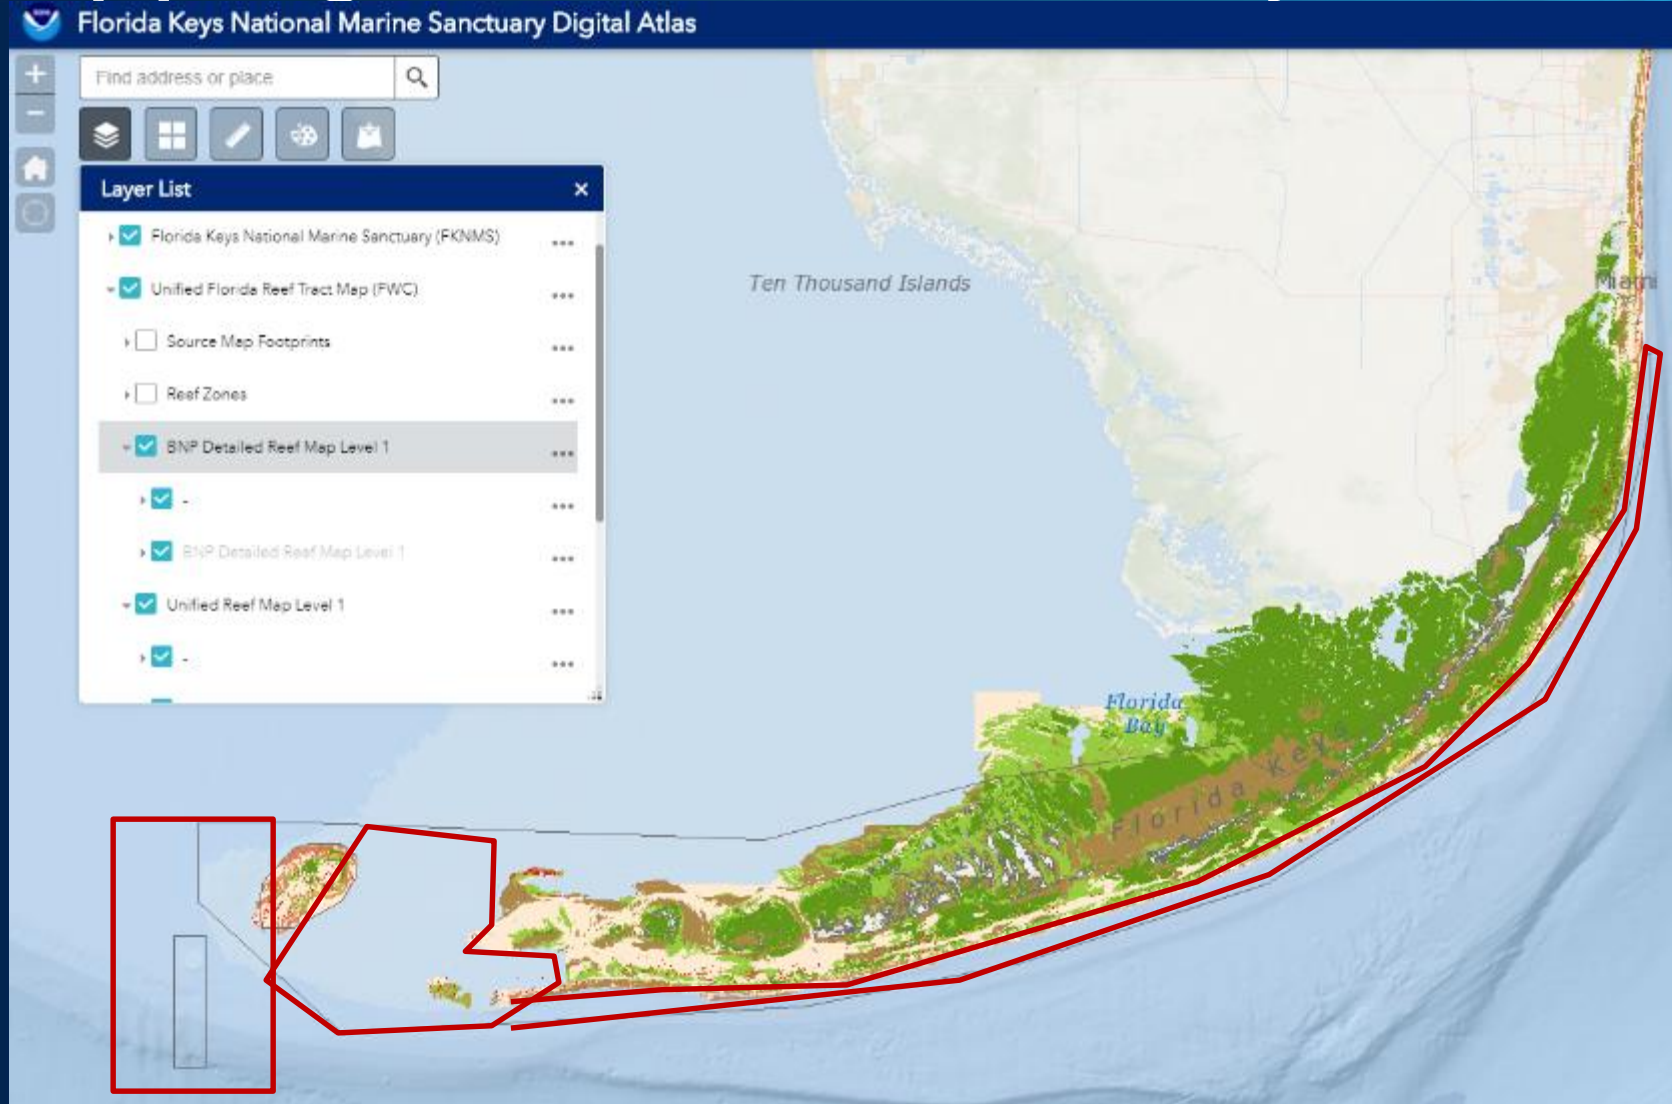 Florida Keys National Marine Sanctuary Digital Atlas
Find address or place
Layer List
Florida Keys National Marine Sanctuary (FKNMS)
Unified Florida Reef Tract Map (FWC)
Source Map Footprints
Reef Zones
BNP Detailed Reef Map Level 1
-
BNP Detailed Reef Map Level 1
Unified Reef Map Level 1
-
Ten Thousand Islands
Miami
Florida
Bay
Florida Keys